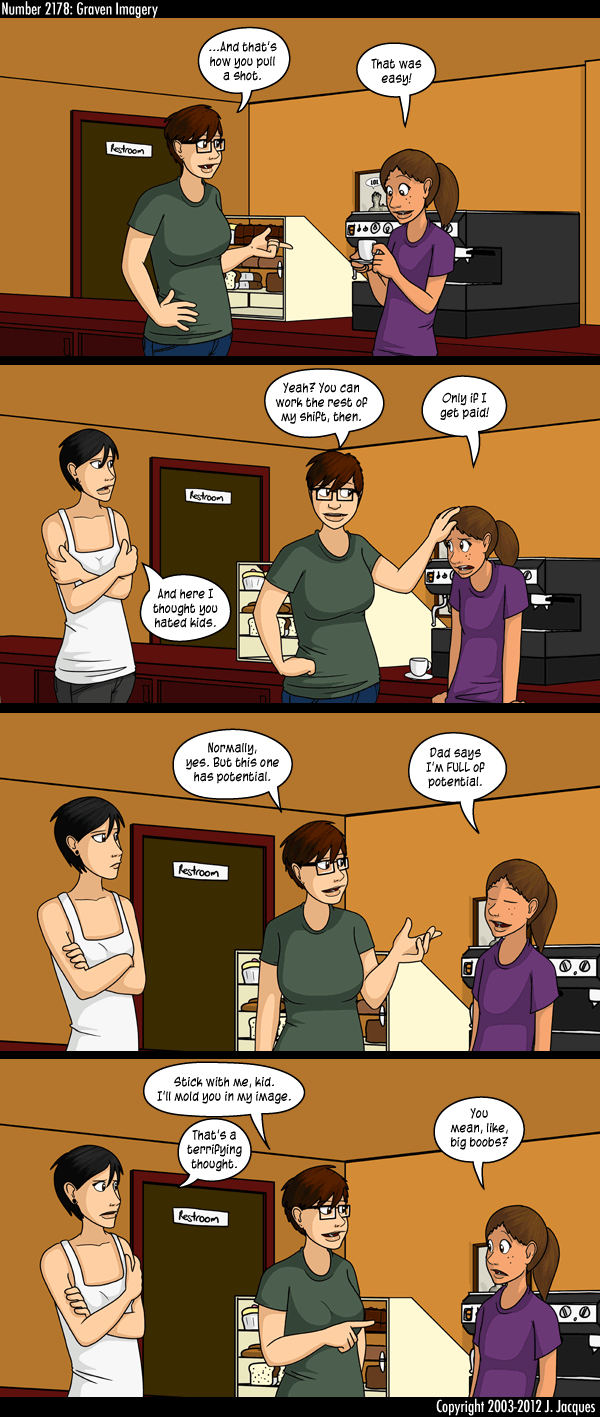 Number 2178: Graven Imagery
...And that's
how you pull
a shot.
That was
easy!
Restroom
LOL
Yeah? You can
work the rest of
my shift, then.
Only if I
get paid!
Restroom
And here I
thought you
hated kids.
Normally,
yes. But this one
has potential.
Dad says
I'm FULL of
potential.
Restroom
Stick with me, kid.
I'll mold you in my image.
That's a
terrifying
thought.
You
mean, like,
big boobs?
Restroom
Copyright 2003-2012 J. Jacques